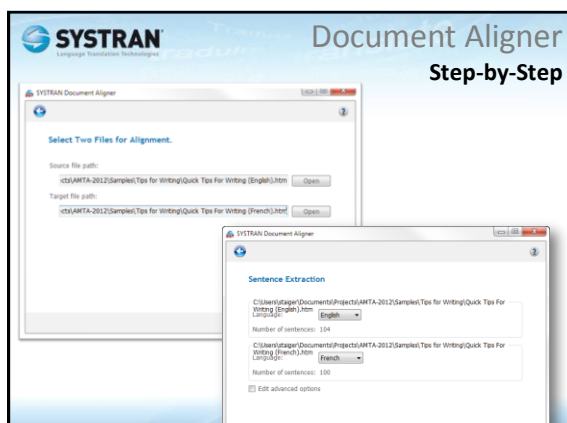 SYSTRAN
Language Translation Technologies
Document Aligner
Step-by-Step
SYSTRAN Document Aligner
Select Two Files for Alignment.
Source file path:
‹cts\AMTA-2012\Samples\Tips for Writing\Quick Tips For Writing (English).htm Open
Target file path:
‹cts\AMTA-2012\Samples\Tips for Writing\Quick Tips For Writing (French).htm Open
SYSTRAN Document Aligner
Sentence Extraction
C:\Users\staiger\Documents\Projects\AMTA-2012\Samples\Tips for Writing\Quick Tips For
Writing (English).htm
Language: English
Number of sentences: 104
C:\Users\staiger\Documents\Projects\AMTA-2012\Samples\Tips for Writing\Quick Tips For
Writing (French).htm
Language: French
Number of sentences: 100
Edit advanced options